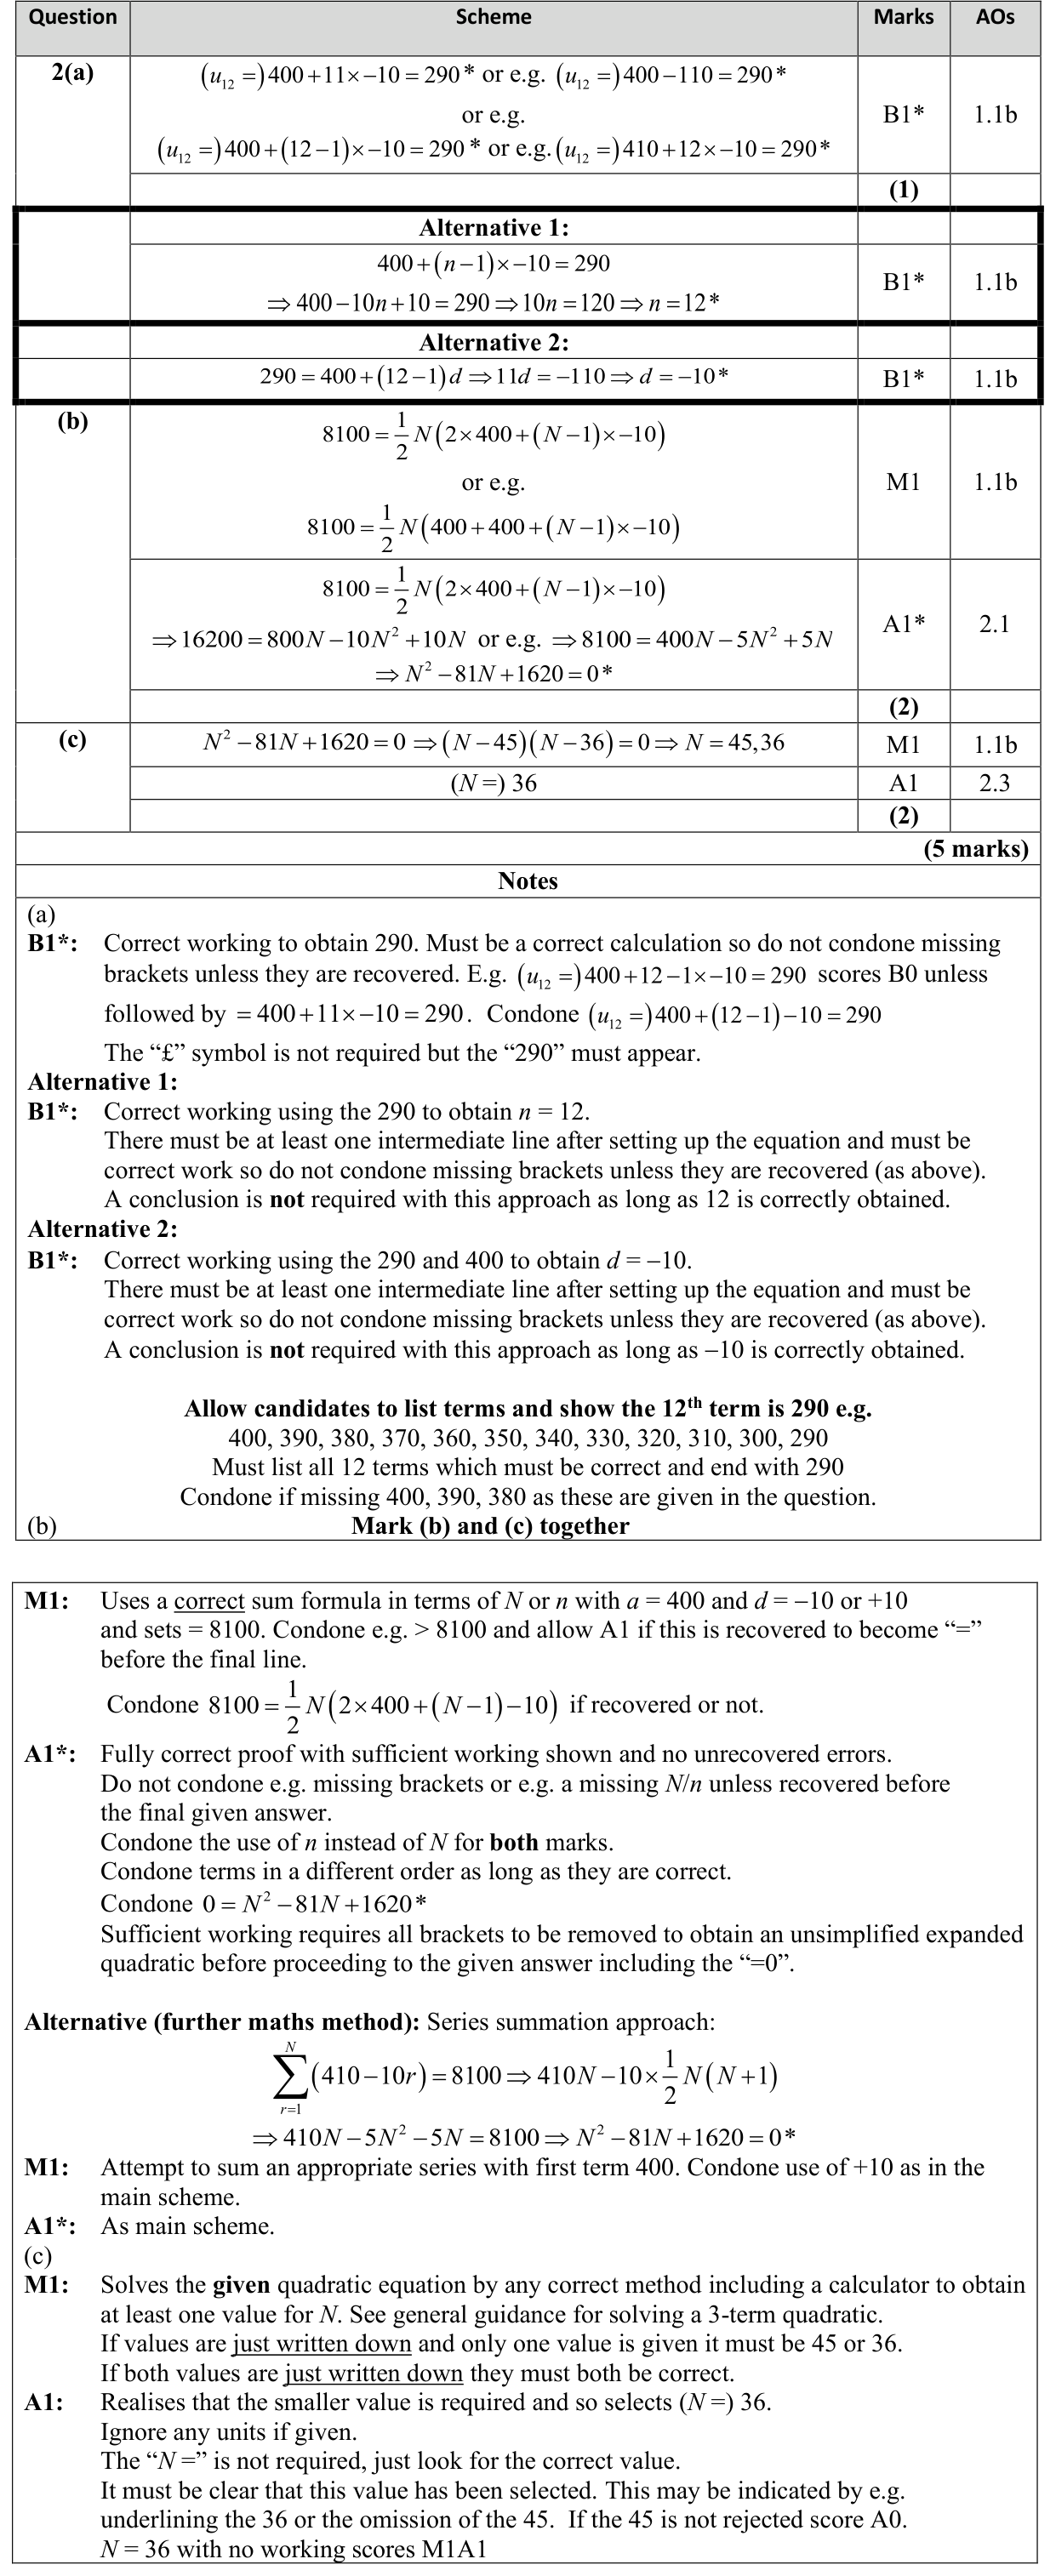 Question Scheme Marks AOs
2(a) (u₁₂ =)400+11×−10=290* or e.g. (u₁₂ =)400−110=290*
or e.g.
(u₁₂ =)400+(12−1)×−10=290* or e.g.(u₁₂ =)410+12×−10=290*
B1* 1.1b
(1)
Alternative 1:
400+(n−1)×−10=290
⇒400−10n+10=290⇒10n=120⇒n=12*
B1* 1.1b
Alternative 2:
290=400+(12−1)d⇒11d=−110⇒d=−10* B1* 1.1b
(b) 8100=1/2 N(2×400+(N−1)×−10)
or e.g.
8100=1/2 N(400+400+(N−1)×−10)
M1 1.1b
8100=1/2 N(2×400+(N−1)×−10)
⇒16200=800N−10N²+10N or e.g. ⇒8100=400N−5N²+5N
⇒N²−81N+1620=0*
A1* 2.1
(2)
(c) N²−81N+1620=0⇒(N−45)(N−36)=0⇒N=45,36 M1 1.1b
(N=) 36 A1 2.3
(2)
(5 marks)
Notes
(a)
B1*: Correct working to obtain 290. Must be a correct calculation so do not condone missing
brackets unless they are recovered. E.g. (u₁₂ =)400+12−1×−10=290 scores B0 unless
followed by =400+11×−10=290. Condone (u₁₂ =)400+(12−1)−10=290
The “£” symbol is not required but the “290” must appear.
Alternative 1:
B1*: Correct working using the 290 to obtain n = 12.
There must be at least one intermediate line after setting up the equation and must be
correct work so do not condone missing brackets unless they are recovered (as above).
A conclusion is not required with this approach as long as 12 is correctly obtained.
Alternative 2:
B1*: Correct working using the 290 and 400 to obtain d = −10.
There must be at least one intermediate line after setting up the equation and must be
correct work so do not condone missing brackets unless they are recovered (as above).
A conclusion is not required with this approach as long as −10 is correctly obtained.
Allow candidates to list terms and show the 12th term is 290 e.g.
400, 390, 380, 370, 360, 350, 340, 330, 320, 310, 300, 290
Must list all 12 terms which must be correct and end with 290
Condone if missing 400, 390, 380 as these are given in the question.
(b) Mark (b) and (c) together
M1: Uses a correct sum formula in terms of N or n with a = 400 and d = −10 or +10
and sets = 8100. Condone e.g. > 8100 and allow A1 if this is recovered to become “=”
before the final line.
Condone 8100=1/2 N(2×400+(N−1)−10) if recovered or not.
A1*: Fully correct proof with sufficient working shown and no unrecovered errors.
Do not condone e.g. missing brackets or e.g. a missing N/n unless recovered before
the final given answer.
Condone the use of n instead of N for both marks.
Condone terms in a different order as long as they are correct.
Condone 0=N²−81N+1620*
Sufficient working requires all brackets to be removed to obtain an unsimplified expanded
quadratic before proceeding to the given answer including the “=0”.
Alternative (further maths method): Series summation approach:
∑_{r=1}^{N}(410−10r)=8100⇒410N−10×1/2 N(N+1)
⇒410N−5N²−5N=8100⇒N²−81N+1620=0*
M1: Attempt to sum an appropriate series with first term 400. Condone use of +10 as in the
main scheme.
A1*: As main scheme.
(c)
M1: Solves the given quadratic equation by any correct method including a calculator to obtain
at least one value for N. See general guidance for solving a 3-term quadratic.
If values are just written down and only one value is given it must be 45 or 36.
If both values are just written down they must both be correct.
A1: Realises that the smaller value is required and so selects (N =) 36.
Ignore any units if given.
The “N =” is not required, just look for the correct value.
It must be clear that this value has been selected. This may be indicated by e.g.
underlining the 36 or the omission of the 45. If the 45 is not rejected score A0.
N = 36 with no working scores M1A1